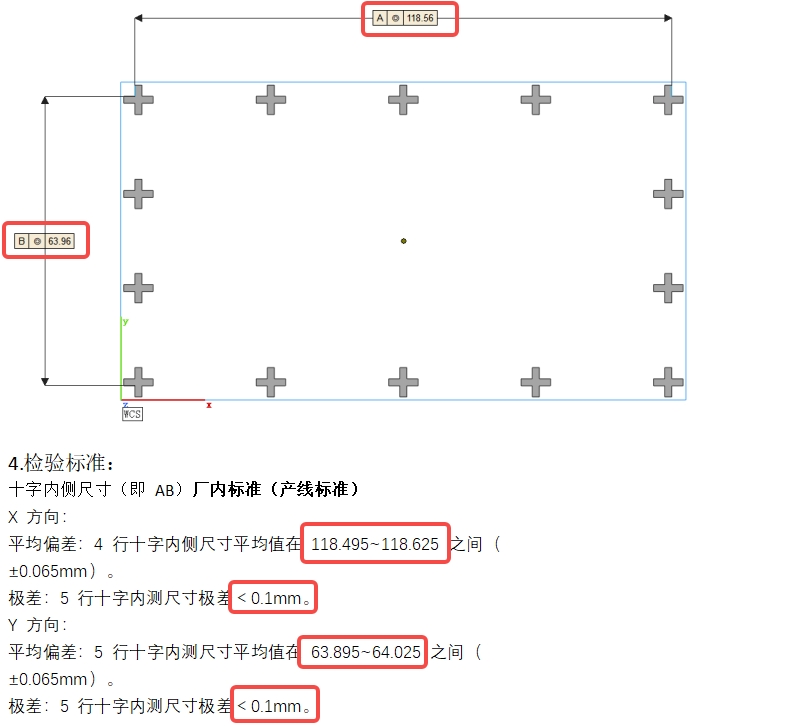 A ◎ 118.56
B ◎ 63.96
y
z
x
WCS
4.检验标准：
十字内侧尺寸（即 AB）厂内标准（产线标准）
X 方向：
平均偏差：4 行十字内侧尺寸平均值在 118.495~118.625 之间（
±0.065mm）。
极差：5 行十字内测尺寸极差 < 0.1mm。
Y 方向：
平均偏差：5 行十字内测尺寸平均值在 63.895~64.025 之间（
±0.065mm）。
极差：5 行十字内测尺寸极差 < 0.1mm。